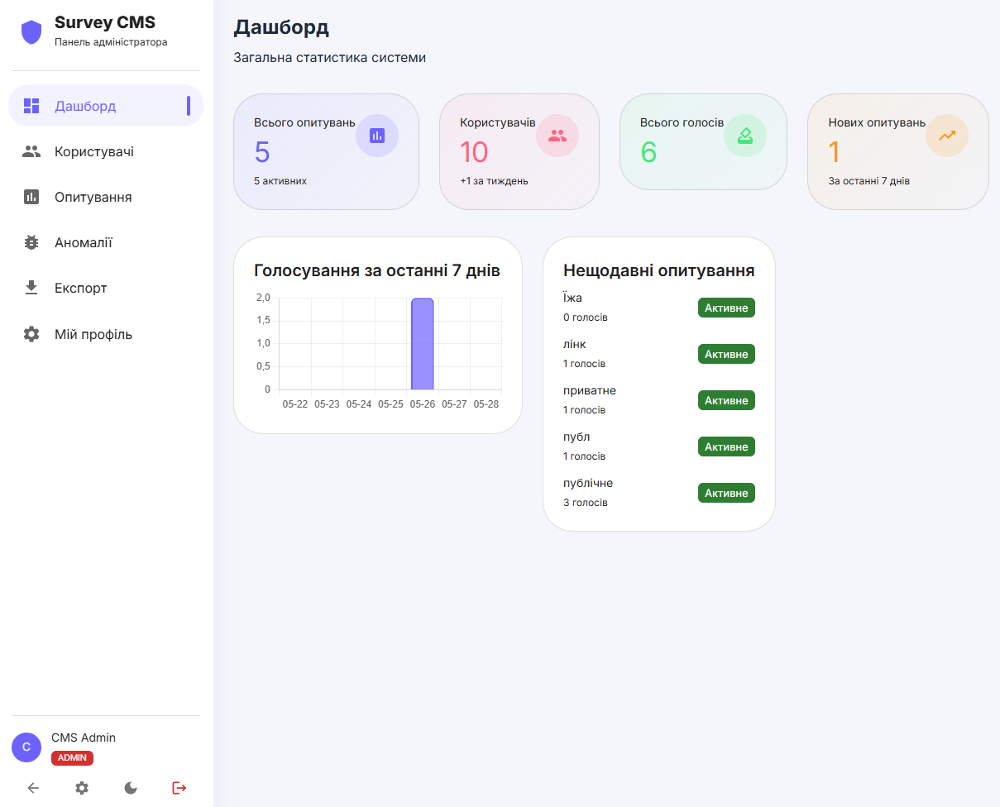 Survey CMS
Панель адміністратора
Дашборд
Користувачі
Опитування
Аномалії
Експорт
Мій профіль
C
CMS Admin
ADMIN
Дашборд
Загальна статистика системи
Всього опитувань
5
5 активних
Користувачів
10
+1 за тиждень
Всього голосів
6
Нових опитувань
1
За останні 7 днів
Голосування за останні 7 днів
2,0
1,5
1,0
0,5
0
05-22 05-23 05-24 05-25 05-26 05-27 05-28
Нещодавні опитування
Їжа
0 голосів
Активне
лінк
1 голосів
Активне
приватне
1 голосів
Активне
публ
1 голосів
Активне
публічне
3 голосів
Активне